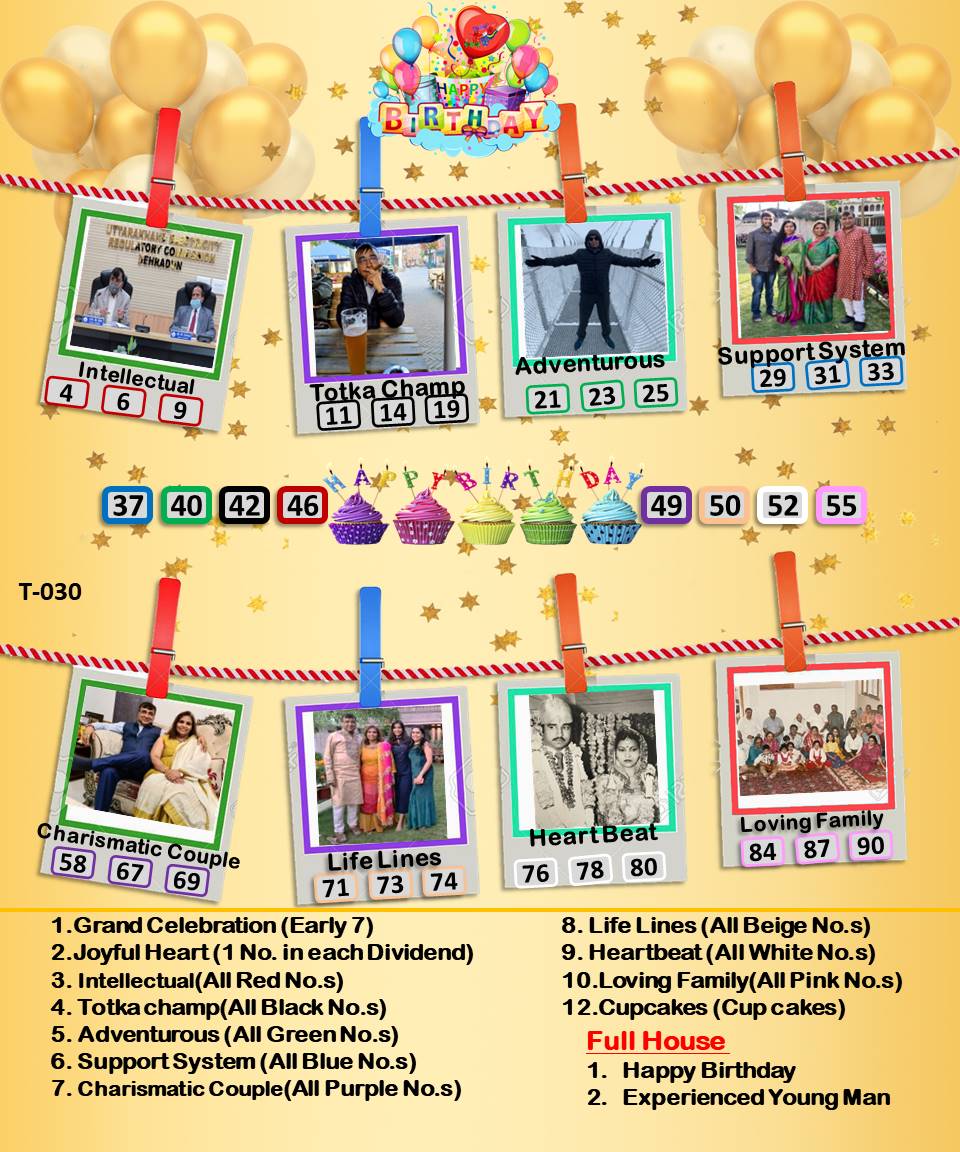 HAPPY
BIRTHDAY
UTTARAKHAND ELECTRICITY
REGULATORY COMMISSION
DEHRADUN
Intellectual
4 6 9
Totka Champ
11 14 19
Adventurous
21 23 25
Support System
29 31 33
37 40 42 46
HAPPYBIRTHDAY
49 50 52 55
T-030
Charismatic Couple
58 67 69
Life Lines
71 73 74
Heart Beat
76 78 80
Loving Family
84 87 90
1.Grand Celebration (Early 7)
2.Joyful Heart (1 No. in each Dividend)
3. Intellectual(All Red No.s)
4. Totka champ(All Black No.s)
5. Adventurous (All Green No.s)
6. Support System (All Blue No.s)
7. Charismatic Couple(All Purple No.s)
8. Life Lines (All Beige No.s)
9. Heartbeat (All White No.s)
10.Loving Family(All Pink No.s)
12.Cupcakes (Cup cakes)
Full House
1. Happy Birthday
2. Experienced Young Man